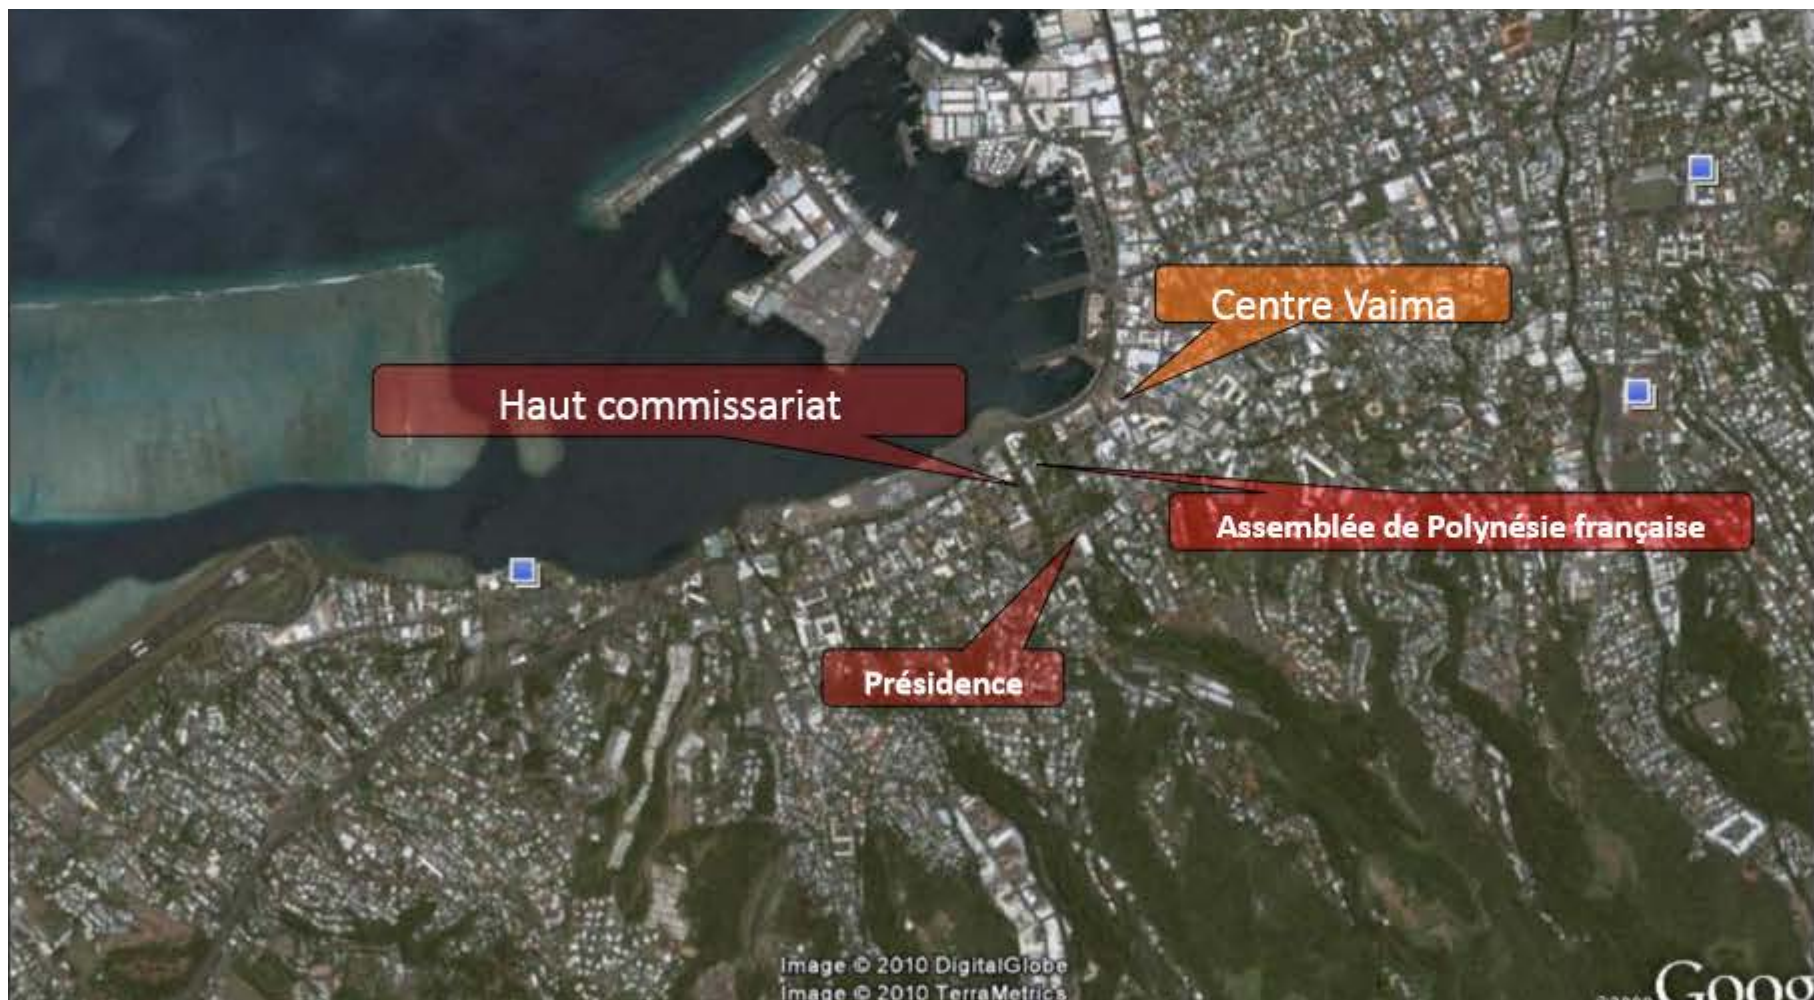 Centre Vaima
Haut commissariat
Assemblée de Polynésie française
Présidence
Image © 2010 DigitalGlobe
Image © 2010 TerraMetrics